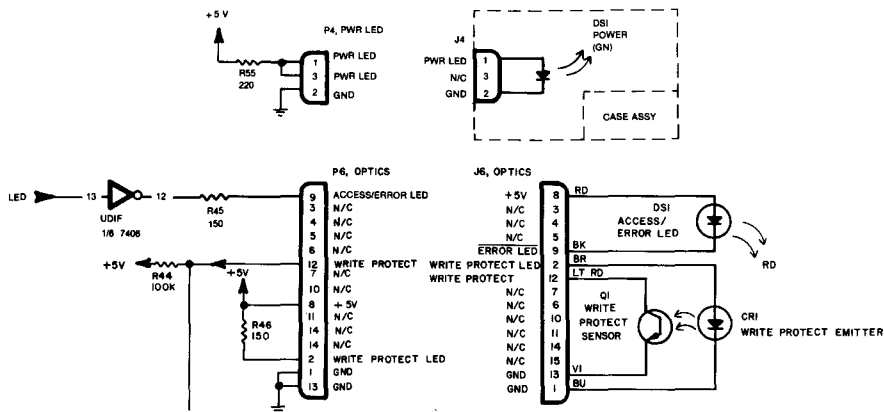 +5V
P4, PWR LED
R55
220
1 PWR LED
3 PWR LED
2 GND
J4
PWR LED 1
N/C 3
GND 2
DSI
POWER
(GN)
CASE ASSY
LED
13
12
UDIF
1/6 7406
R45
150
+5V
R44
100K
+5V
R46
150
P6, OPTICS
9 ACCESS/ERROR LED
3 N/C
4 N/C
5 N/C
6 N/C
12 WRITE PROTECT
7 N/C
10 N/C
8 +5V
11 N/C
14 N/C
14 N/C
2 WRITE PROTECT LED
1 GND
13 GND
J6, OPTICS
+5V 8 RD
N/C 3
N/C 4
N/C 5
ERROR LED 9 BK
WRITE PROTECT LED 2 BR
WRITE PROTECT 12 LT RD
N/C 7
N/C 6
N/C 10
N/C 11
N/C 14
N/C 15
GND 13 VI
GND 1 BU
DSI
ACCESS/
ERROR LED
RD
Q1
WRITE
PROTECT
SENSOR
CR1
WRITE PROTECT EMITTER